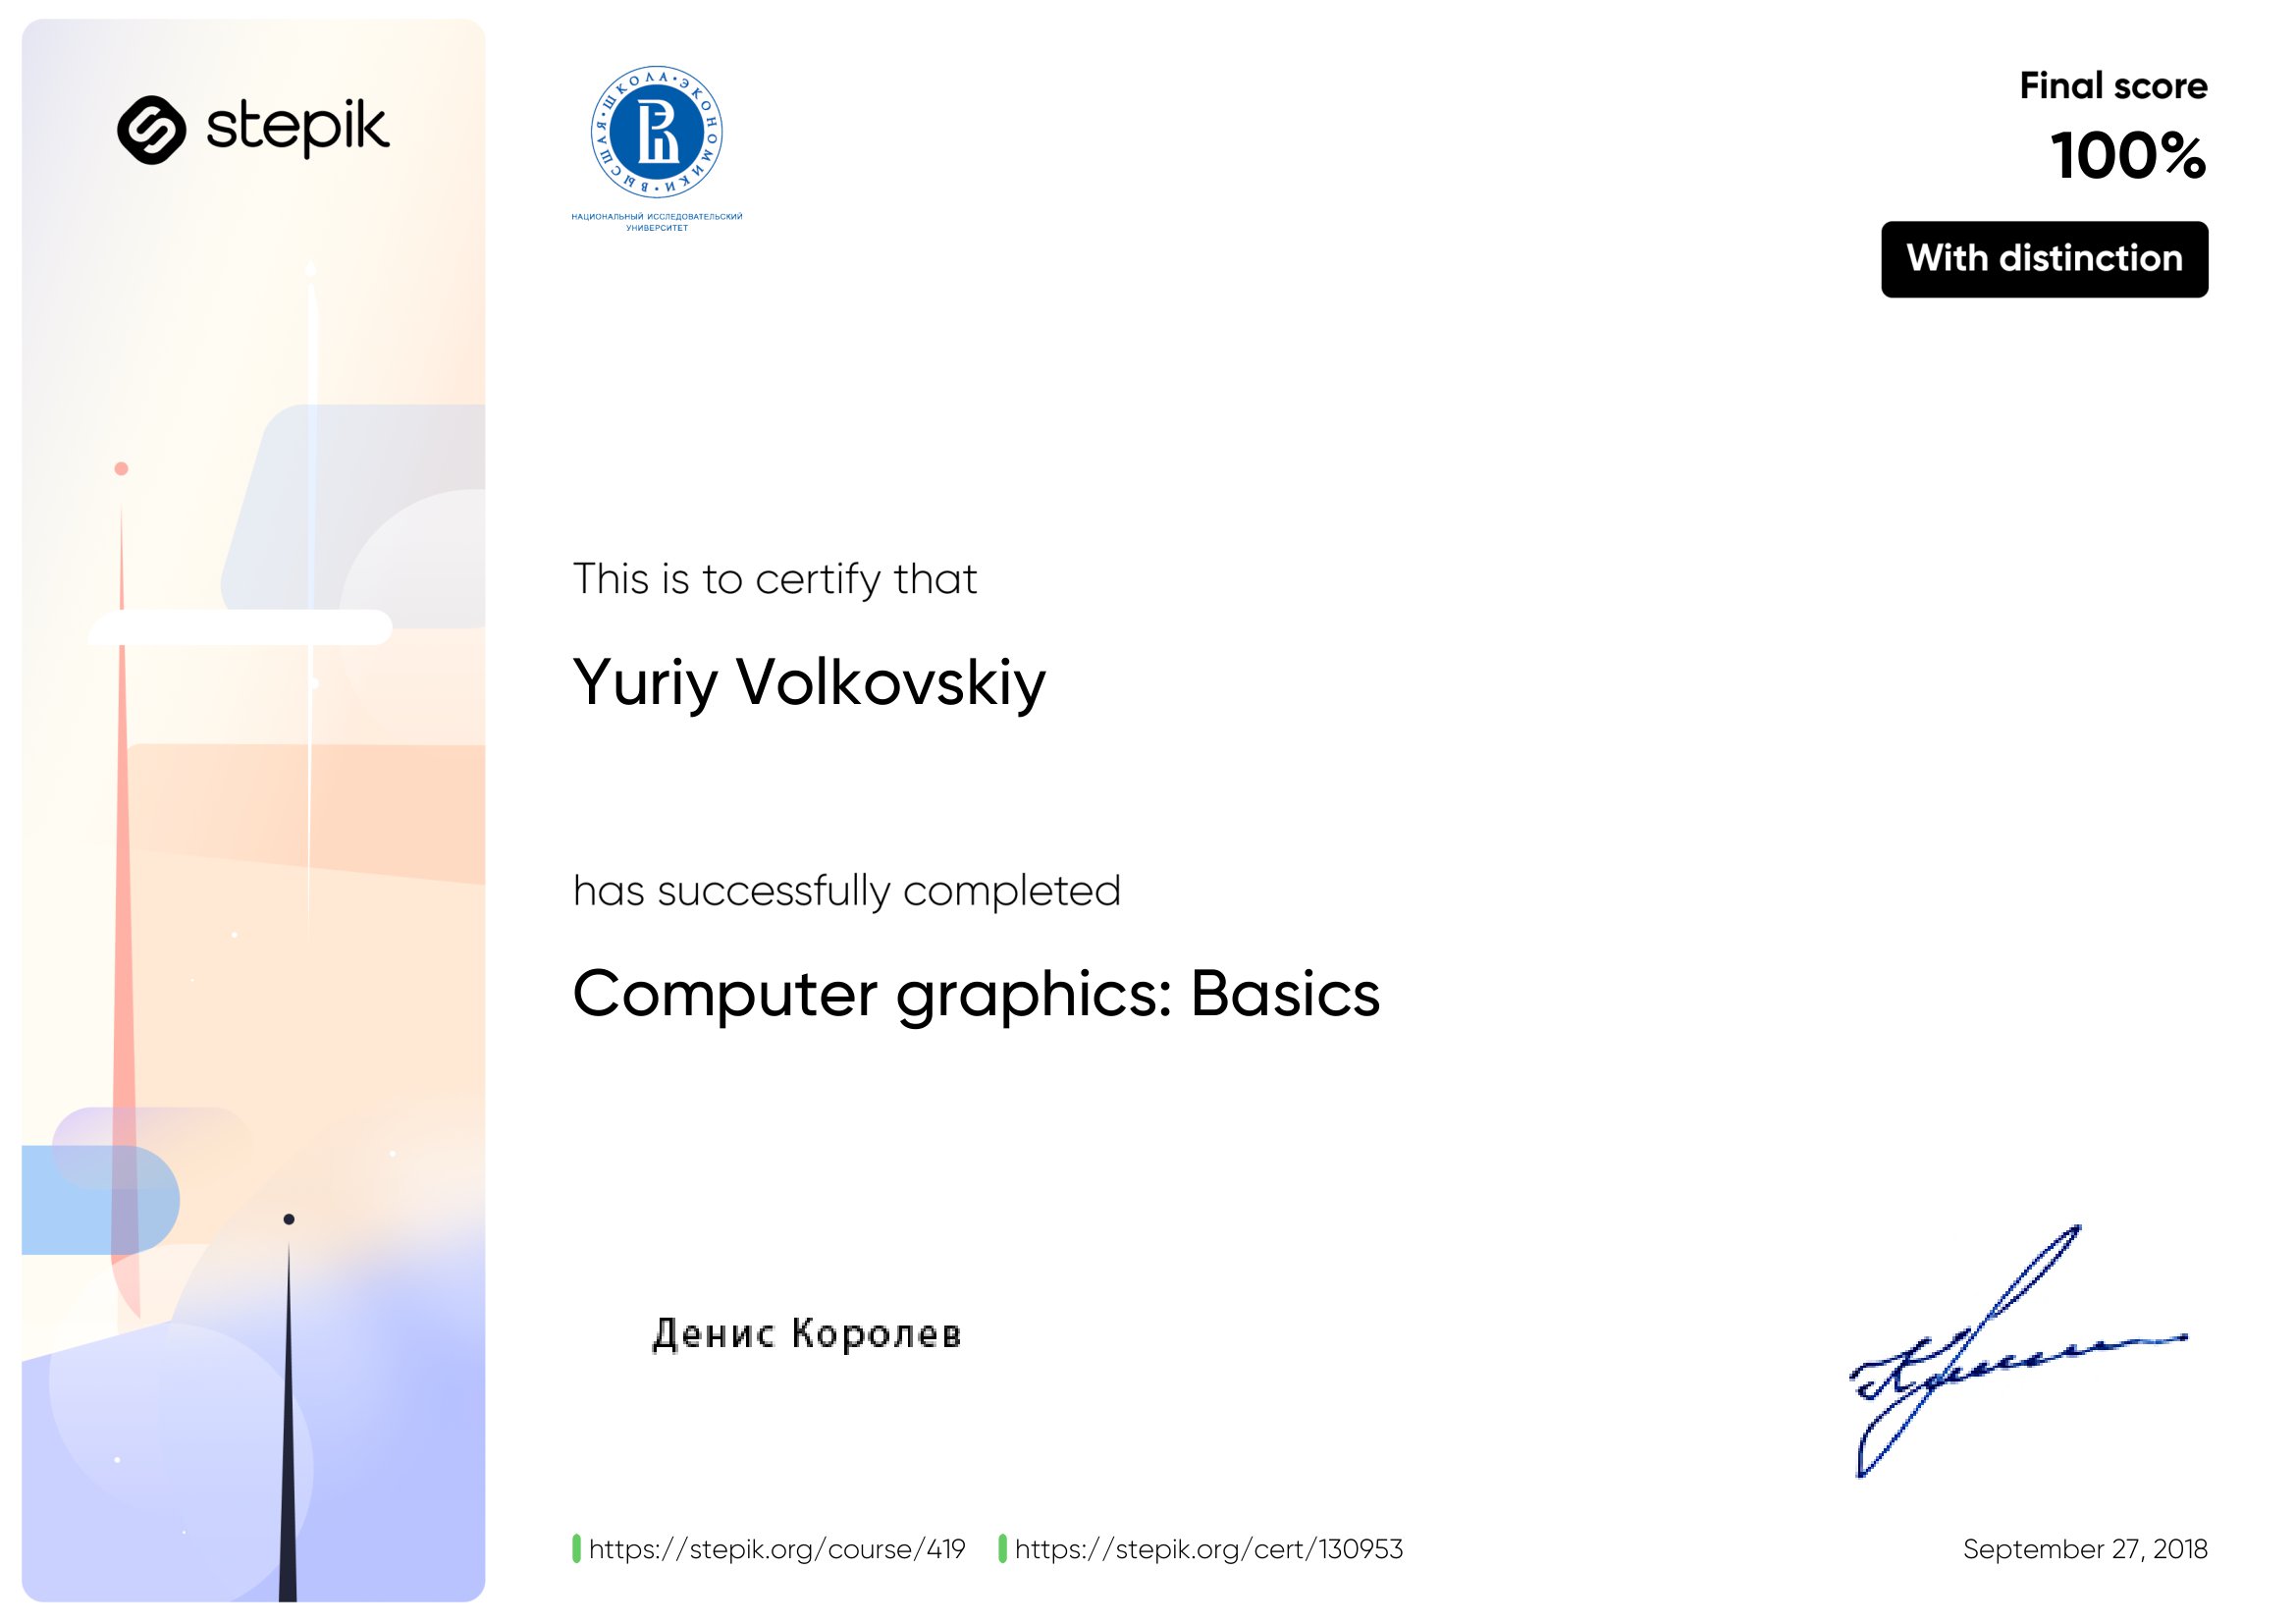 stepik
ВЫСШАЯ • ШКОЛА • ЭКОНОМИКИ •
НАЦИОНАЛЬНЫЙ ИССЛЕДОВАТЕЛЬСКИЙ
УНИВЕРСИТЕТ
Final score
100%
With distinction
This is to certify that
Yuriy Volkovskiy
has successfully completed
Computer graphics: Basics
Денис Королев
https://stepik.org/course/419
https://stepik.org/cert/130953
September 27, 2018